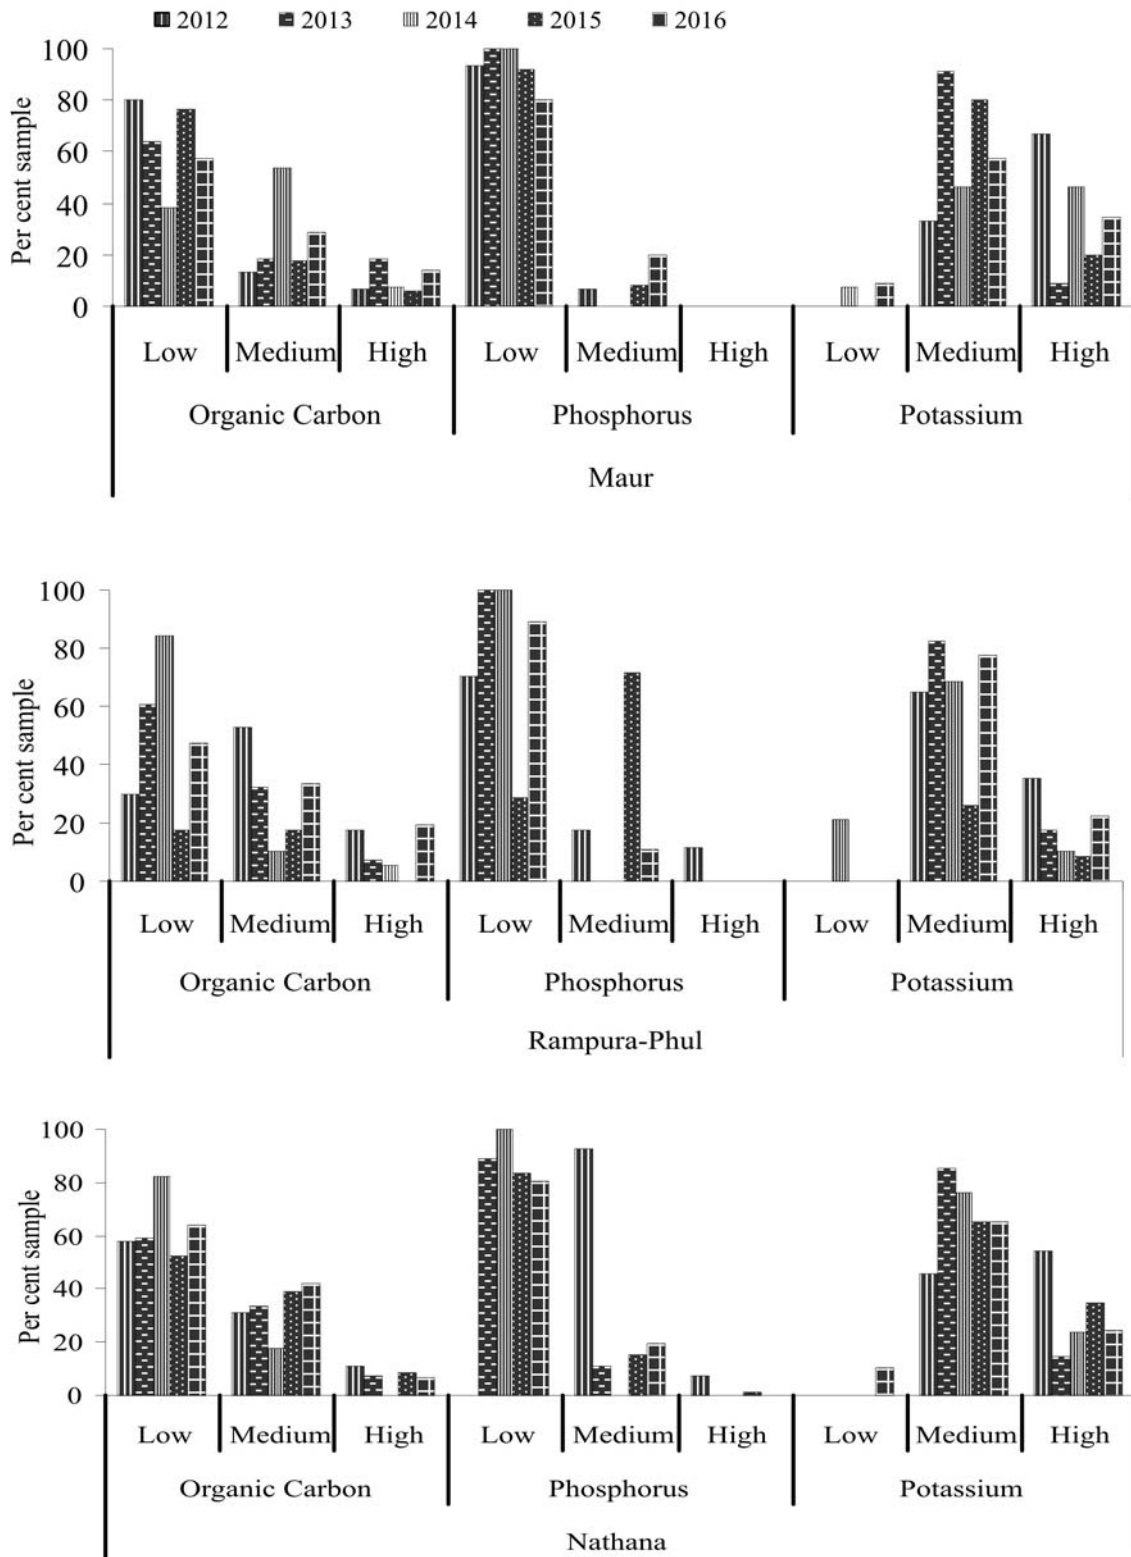 2012 2013 2014 2015 2016
100
80
60
40
20
0
Per cent sample
Low Medium High Low Medium High Low Medium High
Organic Carbon Phosphorus Potassium
Maur
100
80
60
40
20
0
Per cent sample
Low Medium High Low Medium High Low Medium High
Organic Carbon Phosphorus Potassium
Rampura-Phul
100
80
60
40
20
0
Per cent sample
Low Medium High Low Medium High Low Medium High
Organic Carbon Phosphorus Potassium
Nathana